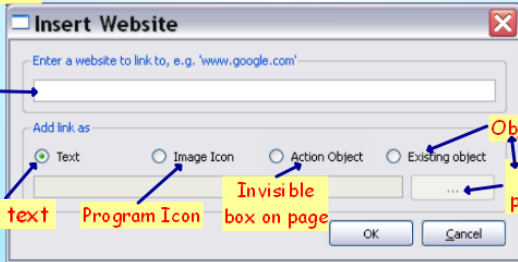 Insert Website
Enter a website to link to, e.g. 'www.google.com'
Add link as
Text Image Icon Action Object Existing object
Ob
...
text Program Icon Invisible box on page p
OK Cancel